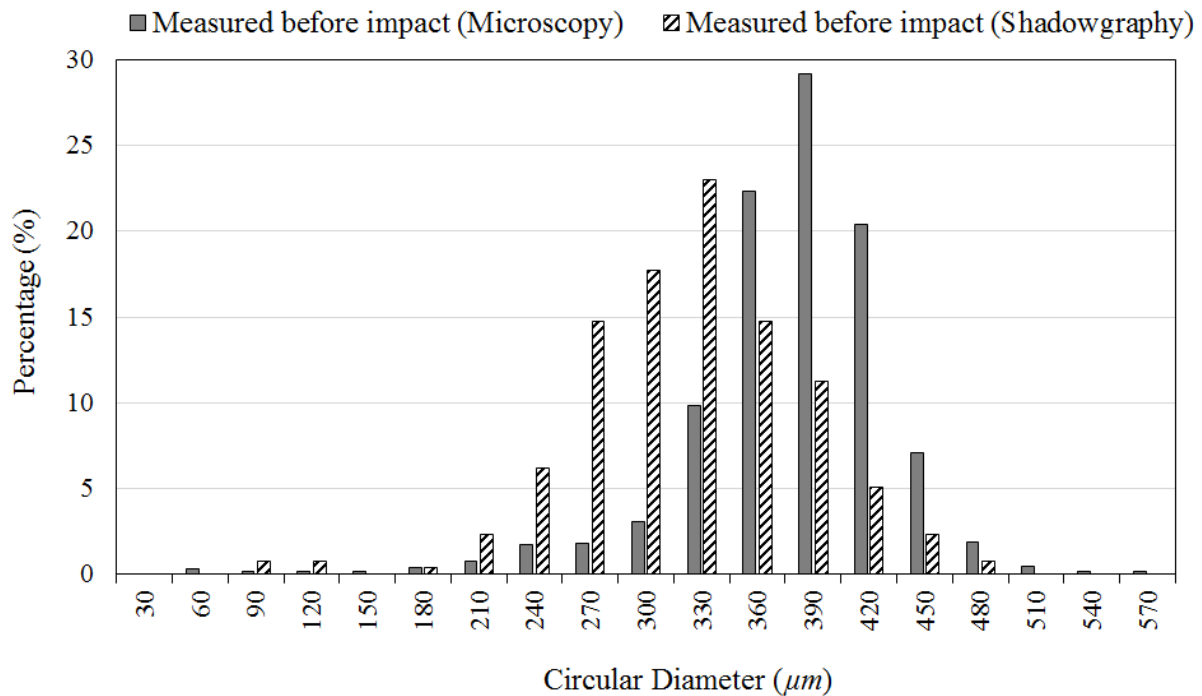 Measured before impact (Microscopy) Measured before impact (Shadowgraphy)
30
25
20
15
10
5
0
Percentage (%)
30 60 90 120 150 180 210 240 270 300 330 360 390 420 450 480 510 540 570
Circular Diameter (µm)